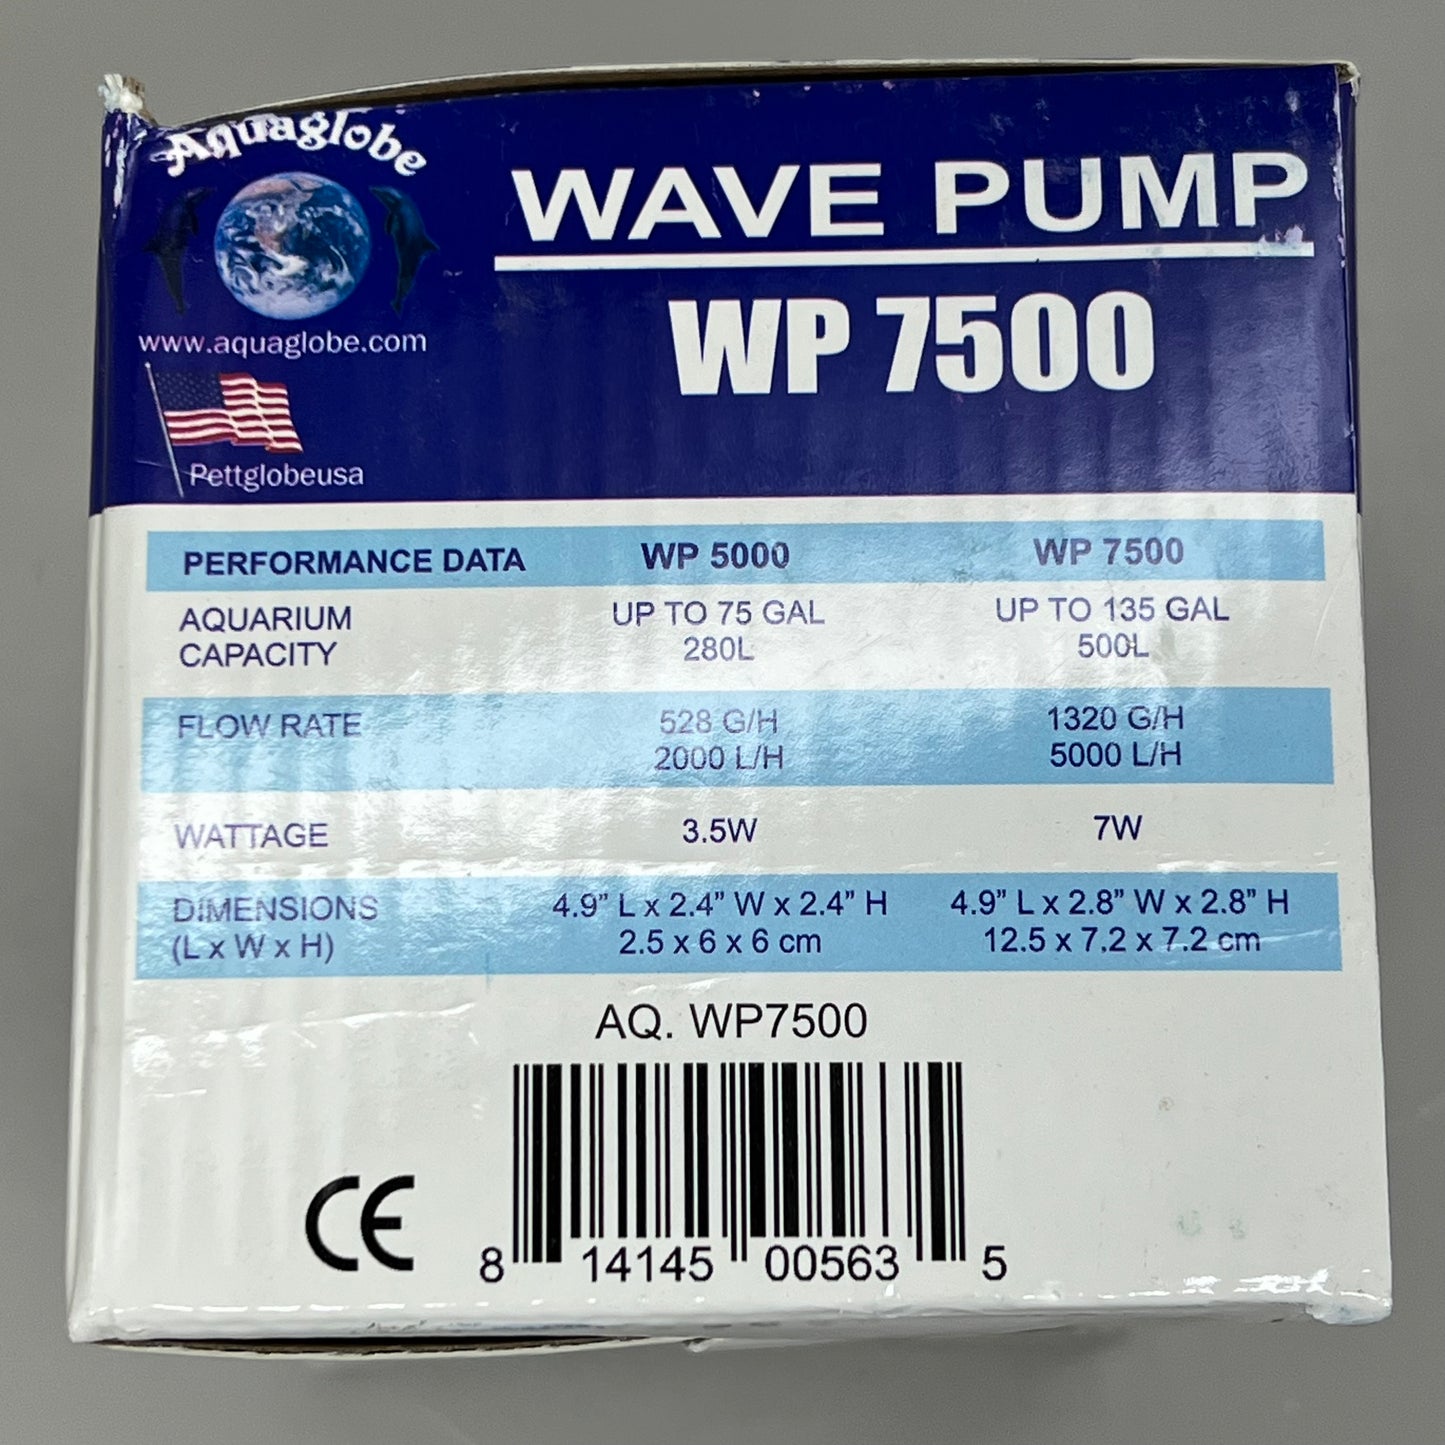 Aquaglobe
WAVE PUMP
WP 7500
www.aquaglobe.com
Pettglobeusa
PERFORMANCE DATA WP 5000 WP 7500
AQUARIUM CAPACITY UP TO 75 GAL 280L UP TO 135 GAL 500L
FLOW RATE 528 G/H 2000 L/H 1320 G/H 5000 L/H
WATTAGE 3.5W 7W
DIMENSIONS (L x W x H) 4.9” L x 2.4” W x 2.4” H 2.5 x 6 x 6 cm 4.9” L x 2.8” W x 2.8” H 12.5 x 7.2 x 7.2 cm
AQ. WP7500
CE
8 14145 00563 5